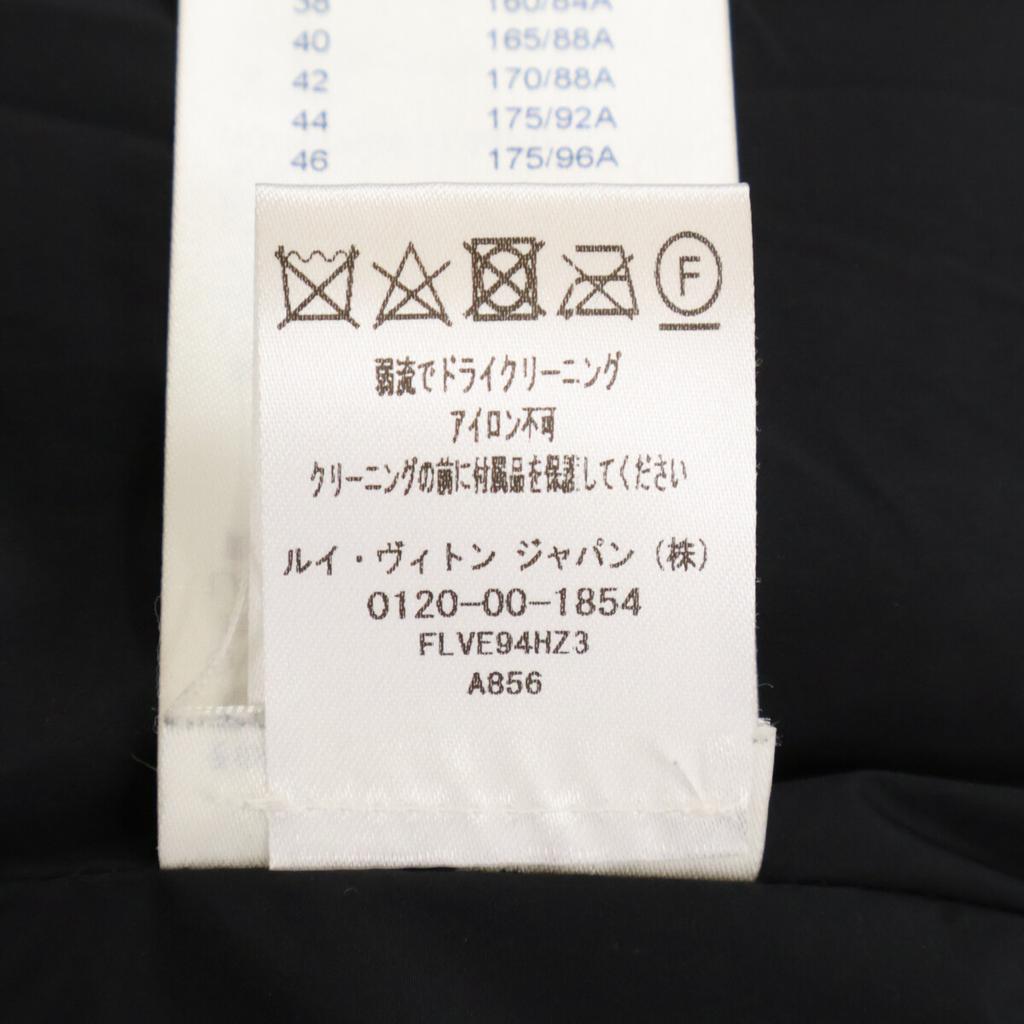 38 160/84A
40 165/88A
42 170/88A
44 175/92A
46 175/96A
F
弱流でドライクリーニング
アイロン不可
クリーニングの前に付属品を保護してください
ルイ・ヴィトン ジャパン (株)
0120-00-1854
FLVE94HZ3
A856